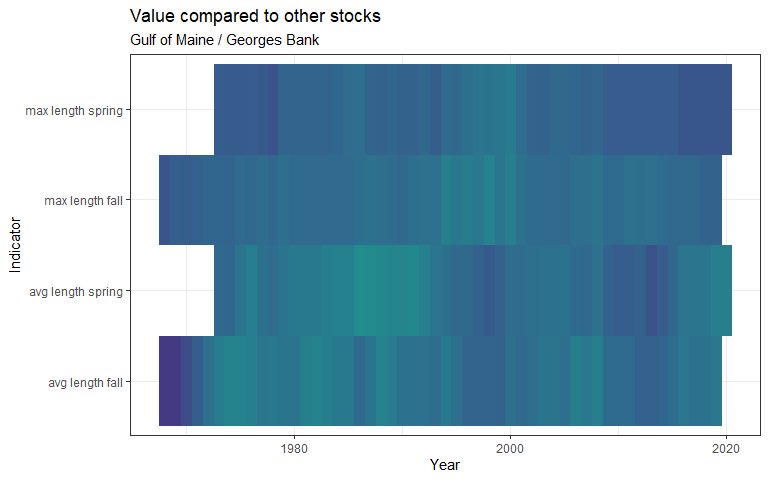 Value compared to other stocks
Gulf of Maine / Georges Bank
Indicator
max length spring
max length fall
avg length spring
avg length fall
1980
2000
2020
Year